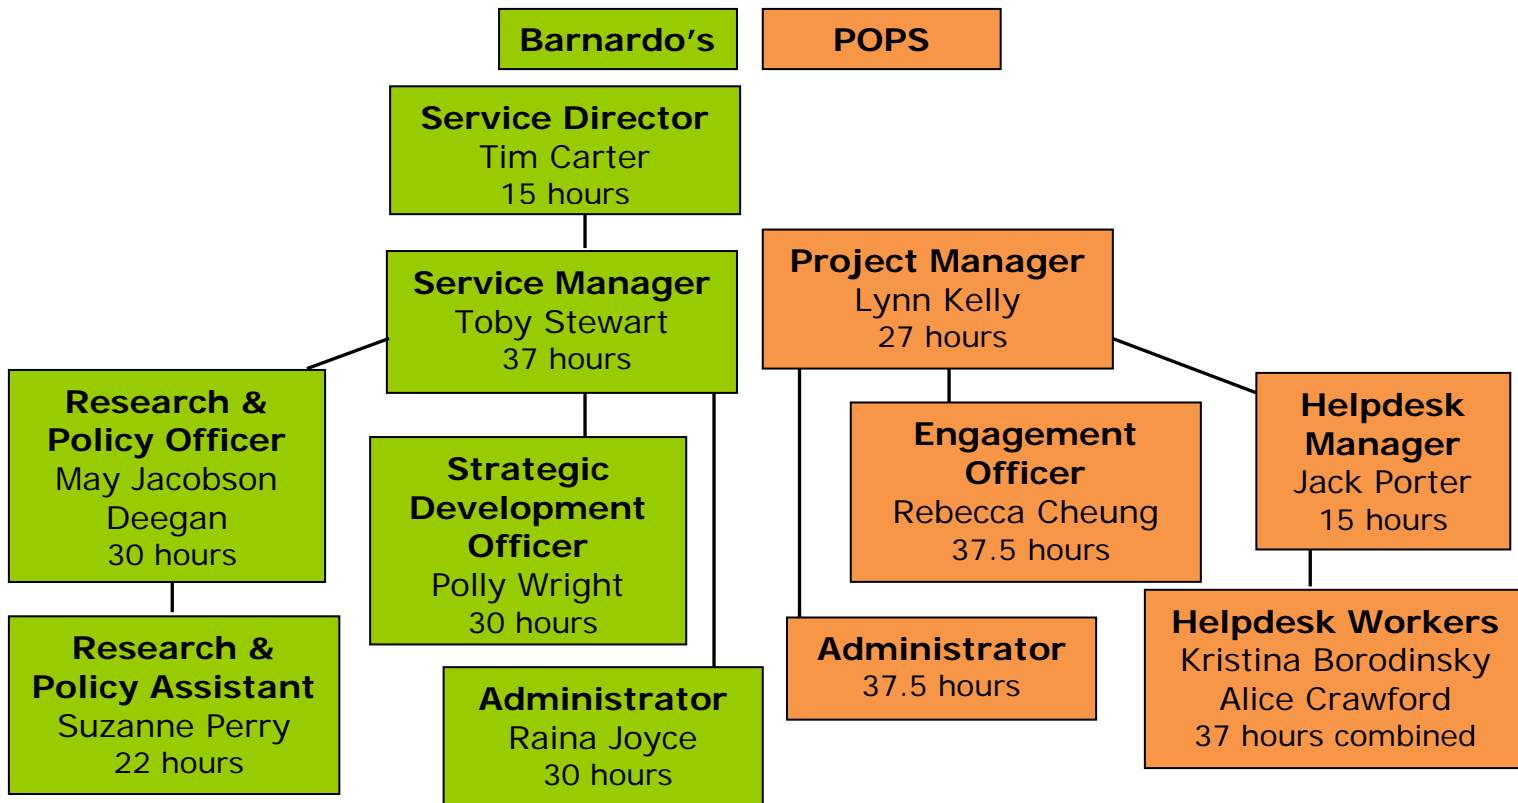 Barnardo's
POPS
Service Director
Tim Carter
15 hours
Service Manager
Toby Stewart
37 hours
Project Manager
Lynn Kelly
27 hours
Research &
Policy Officer
May Jacobson
Deegan
30 hours
Strategic
Development
Officer
Polly Wright
30 hours
Engagement
Officer
Rebecca Cheung
37.5 hours
Helpdesk
Manager
Jack Porter
15 hours
Research &
Policy Assistant
Suzanne Perry
22 hours
Administrator
Raina Joyce
30 hours
Administrator
37.5 hours
Helpdesk Workers
Kristina Borodinsky
Alice Crawford
37 hours combined